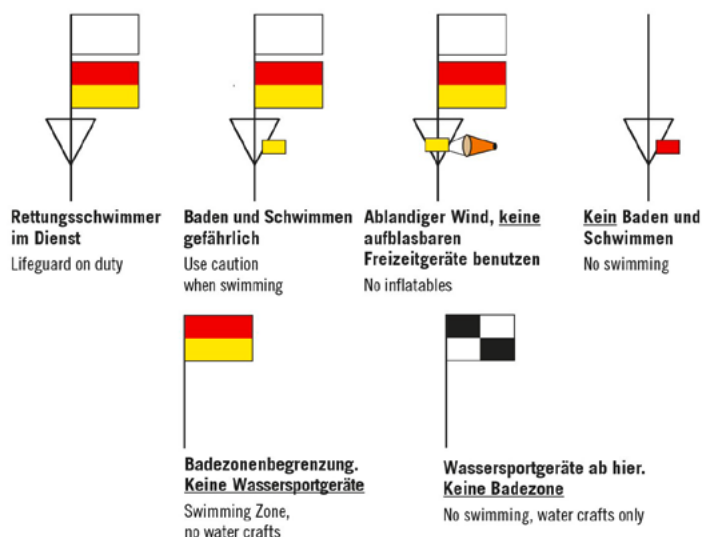 Rettungsschwimmer
im Dienst
Lifeguard on duty
Baden und Schwimmen
gefährlich
Use caution
when swimming
Ablandiger Wind, keine
aufblasbaren
Freizeitgeräte benutzen
No inflatables
Kein Baden und
Schwimmen
No swimming
Badezonenbegrenzung.
Keine Wassersportgeräte
Swimming Zone,
no water crafts
Wassersportgeräte ab hier.
Keine Badezone
No swimming, water crafts only